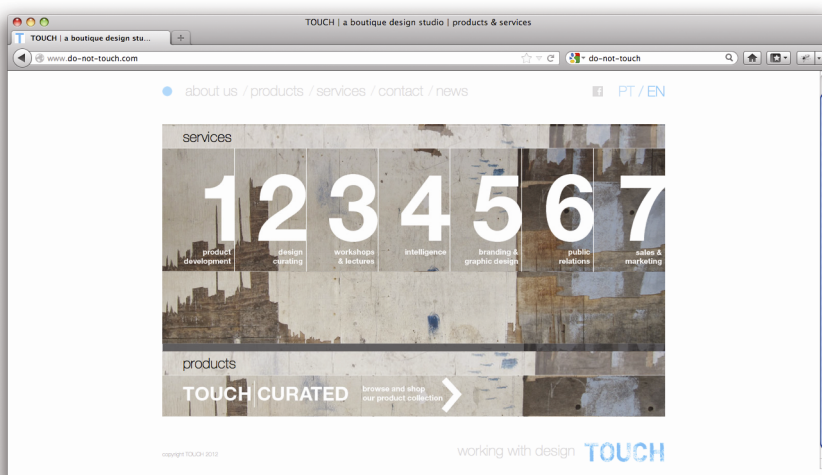 TOUCH | a boutique design studio | products & services
TOUCH | a boutique design stu...
www.do-not-touch.com
do-not-touch
about us / products / services / contact / news
PT / EN
services
1 2 3 4 5 6 7
product development
design curating
workshops & lectures
intelligence
branding & graphic design
public relations
sales & marketing
products
TOUCH|CURATED
browse and shop
our product collection
copyright TOUCH 2012
working with design TOUCH